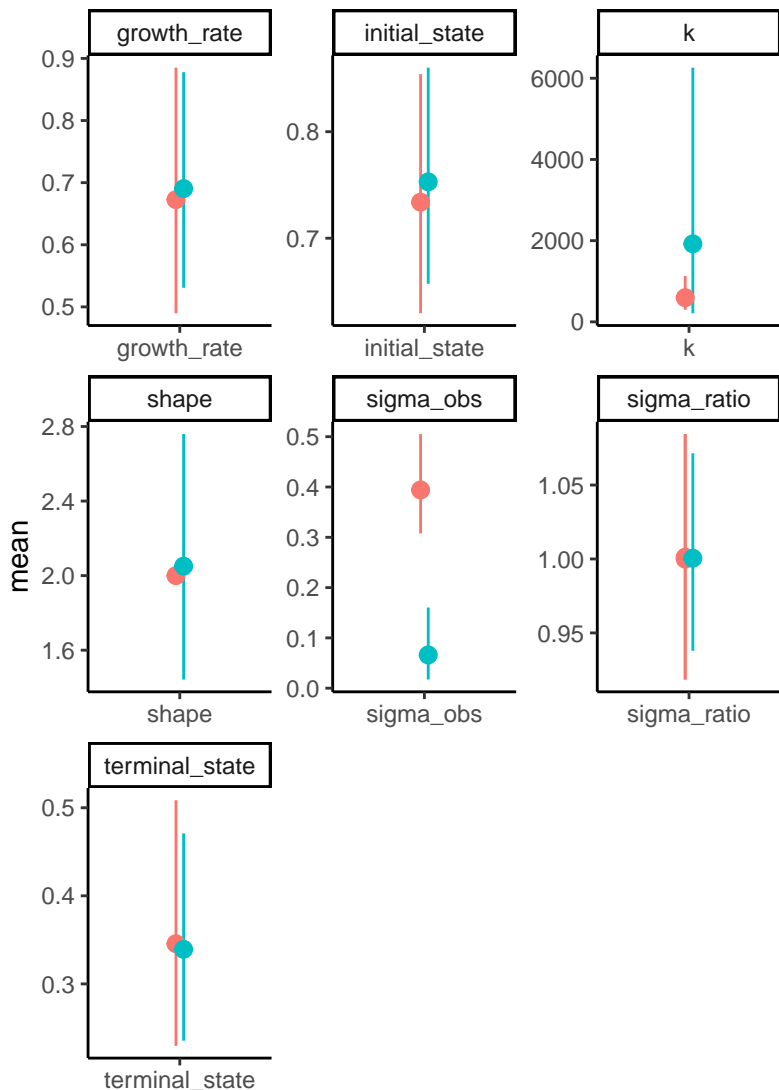 growth_rate
initial_state
k
0.9
0.8
0.7
0.6
0.5
0.8
0.7
6000
4000
2000
0
growth_rate
initial_state
k
mean
shape
sigma_obs
sigma_ratio
2.8
2.4
2.0
1.6
0.5
0.4
0.3
0.2
0.1
0.0
1.05
1.00
0.95
shape
sigma_obs
sigma_ratio
terminal_state
0.5
0.4
0.3
terminal_state